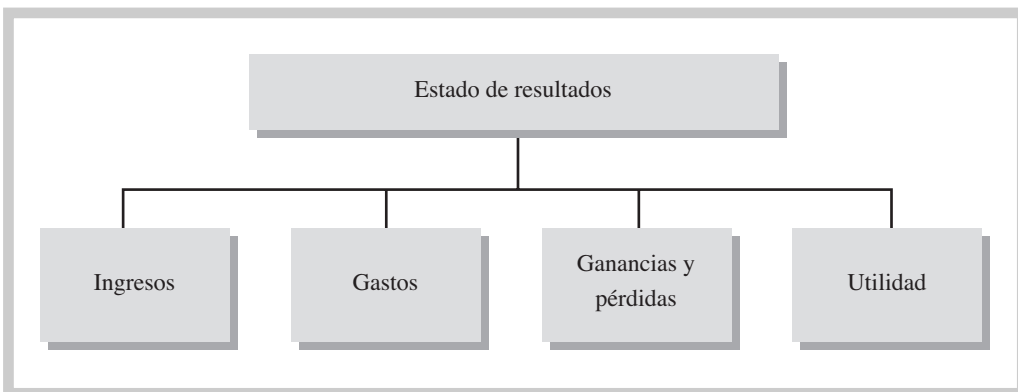 Estado de resultados
Ingresos
Gastos
Ganancias y
pérdidas
Utilidad